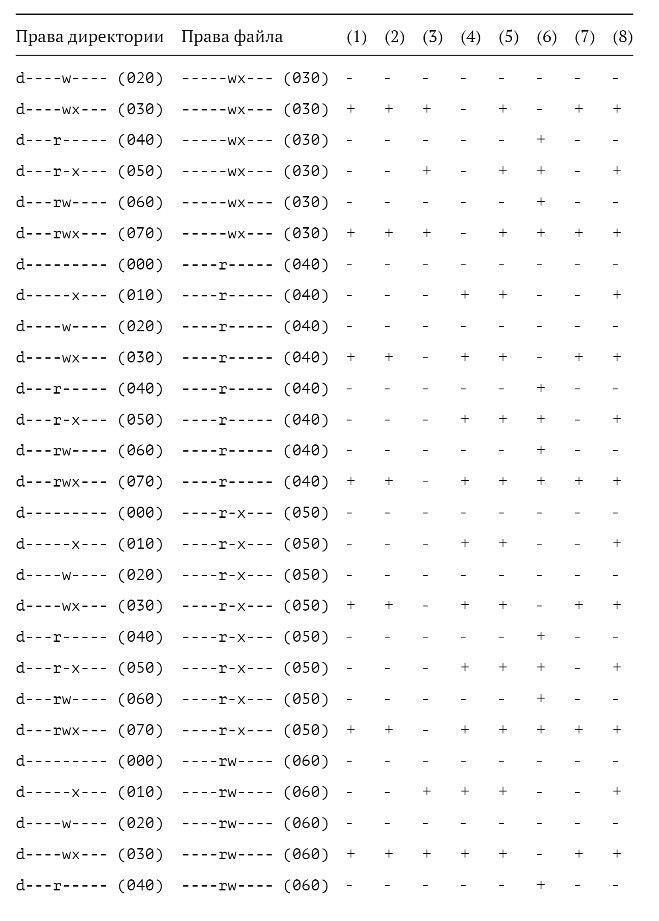 Права директории Права файла (1) (2) (3) (4) (5) (6) (7) (8)
d----w---- (020) -----wx--- (030) - - - - - - - -
d----wx--- (030) -----wx--- (030) + + + - + - + +
d---r----- (040) -----wx--- (030) - - - - - + - -
d---r-x--- (050) -----wx--- (030) - - + - + + - +
d---rw---- (060) -----wx--- (030) - - - - - + - -
d---rwx--- (070) -----wx--- (030) + + + - + + + +
d--------- (000) ----r----- (040) - - - - - - - -
d-----x--- (010) ----r----- (040) - - - + + - - +
d----w---- (020) ----r----- (040) - - - - - - - -
d----wx--- (030) ----r----- (040) + + - + + - + +
d---r----- (040) ----r----- (040) - - - - - + - -
d---r-x--- (050) ----r----- (040) - - - + + + - +
d---rw---- (060) ----r----- (040) - - - - - + - -
d---rwx--- (070) ----r----- (040) + + - + + + + +
d--------- (000) ----r-x--- (050) - - - - - - - -
d-----x--- (010) ----r-x--- (050) - - - + + - - +
d----w---- (020) ----r-x--- (050) - - - - - - - -
d----wx--- (030) ----r-x--- (050) + + - + + - + +
d---r----- (040) ----r-x--- (050) - - - - - + - -
d---r-x--- (050) ----r-x--- (050) - - - + + + - +
d---rw---- (060) ----r-x--- (050) - - - - - + - -
d---rwx--- (070) ----r-x--- (050) + + - + + + + +
d--------- (000) ----rw---- (060) - - - - - - - -
d-----x--- (010) ----rw---- (060) - - + + + - - +
d----w---- (020) ----rw---- (060) - - - - - - - -
d----wx--- (030) ----rw---- (060) + + + + + - + +
d---r----- (040) ----rw---- (060) - - - - - + - -